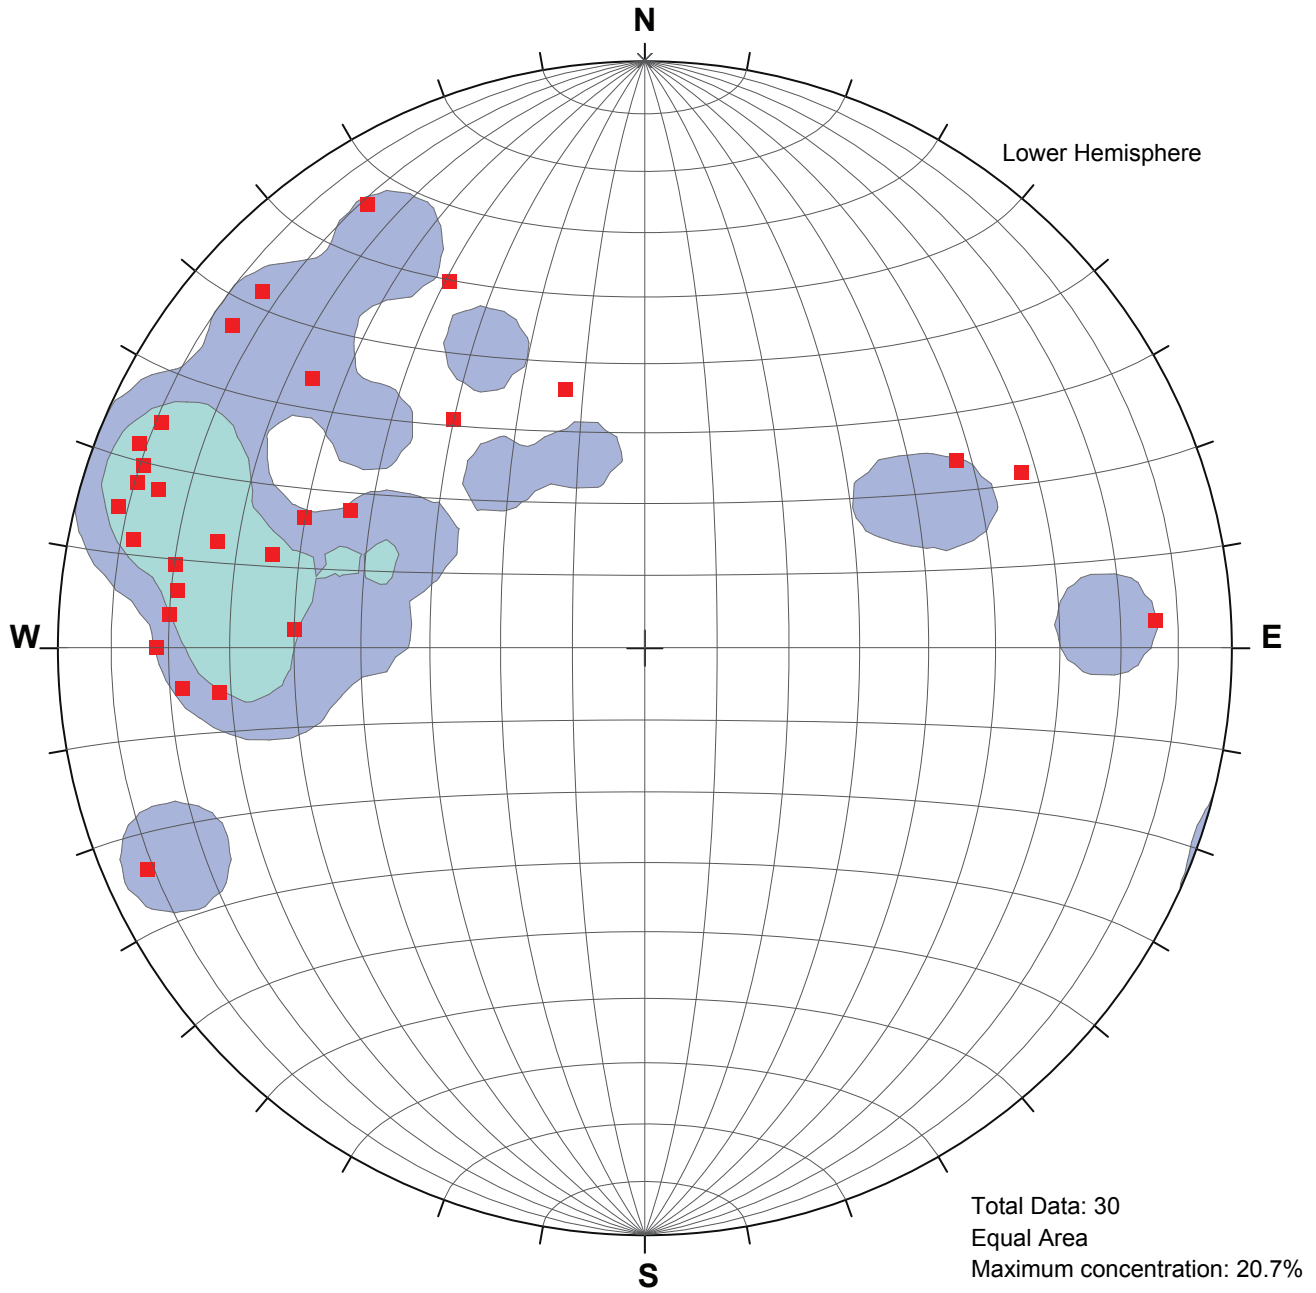 N
Lower Hemisphere
W
E
Total Data: 30
Equal Area
Maximum concentration: 20.7%
S